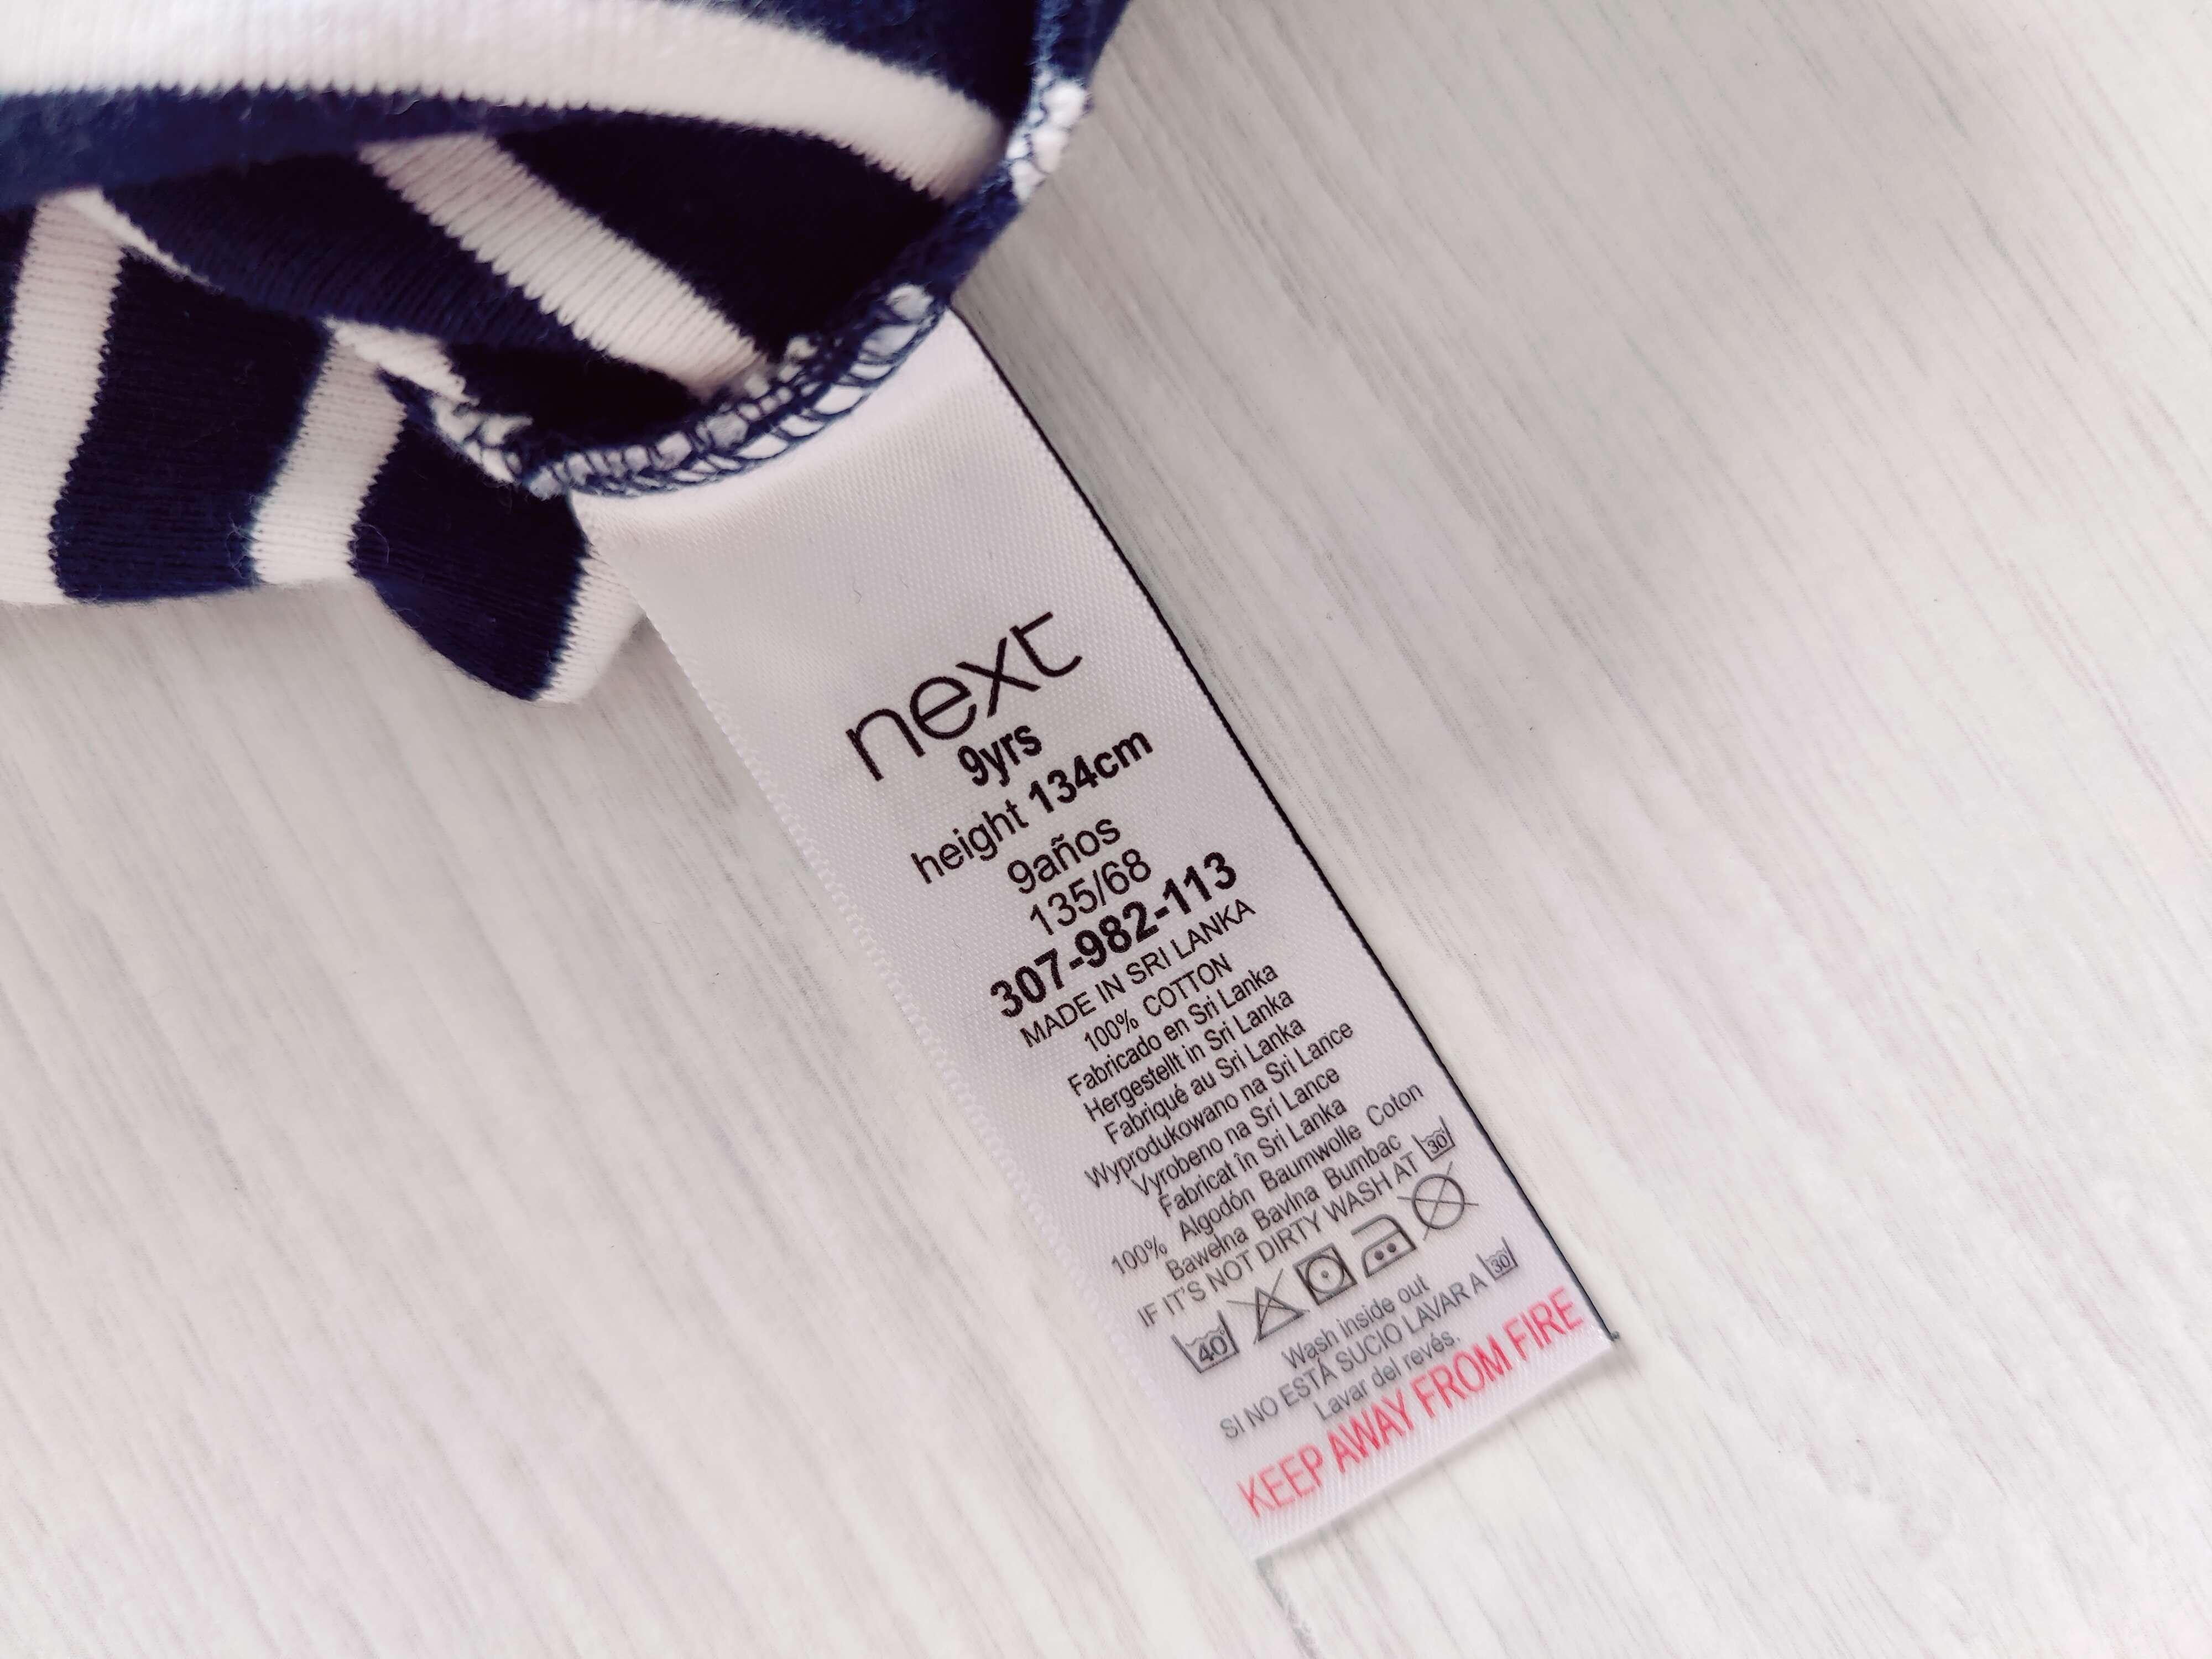 next
9yrs
height 134cm
9años
135/68
307-982-113
MADE IN SRI LANKA
100% COTTON
Fabricado en Sri Lanka
Hergestellt in Sri Lanka
Fabriqué au Sri Lanka
Wyprodukowano na Sri Lance
Vyrobeno na Srí Lance
Fabricat în Sri Lanka
100% Algodón Baumwolle Coton
Bawełna Bavlna Bumbac
IF IT'S NOT DIRTY WASH AT 30
40
Wash inside out
SI NO ESTÁ SUCIO LAVAR A 30
Lavar del revés.
KEEP AWAY FROM FIRE